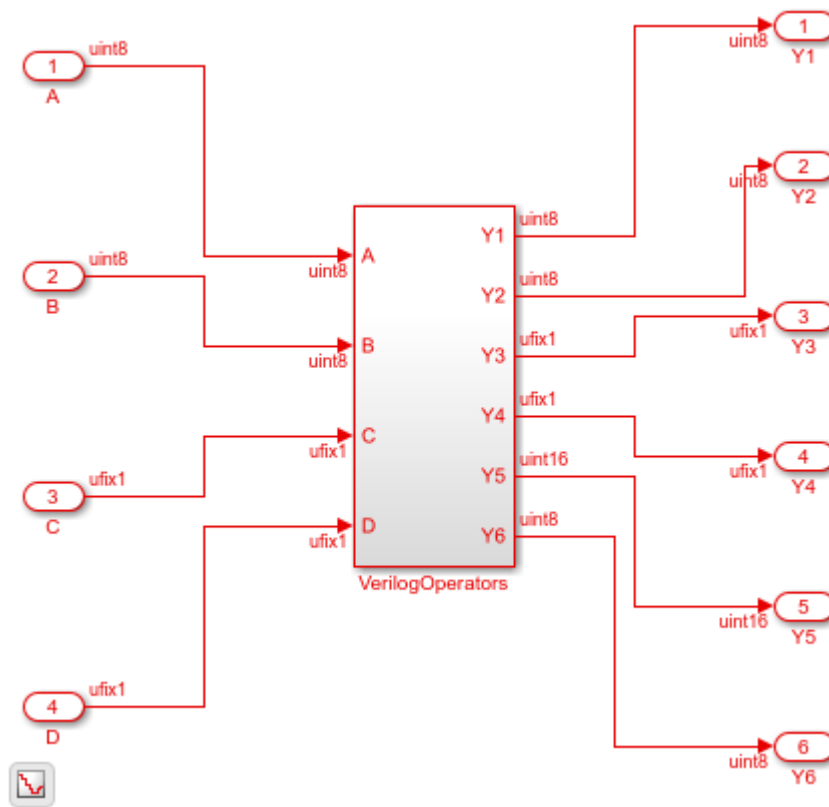 1
uint8
A
2
uint8
B
3
ufix1
C
4
ufix1
D
uint8
A
uint8
B
ufix1
C
ufix1
D
Y1
uint8
Y2
uint8
Y3
ufix1
Y4
ufix1
Y5
uint16
Y6
uint8
VerilogOperators
1
uint8
Y1
2
uint8
Y2
3
ufix1
Y3
4
ufix1
Y4
5
uint16
Y5
6
uint8
Y6